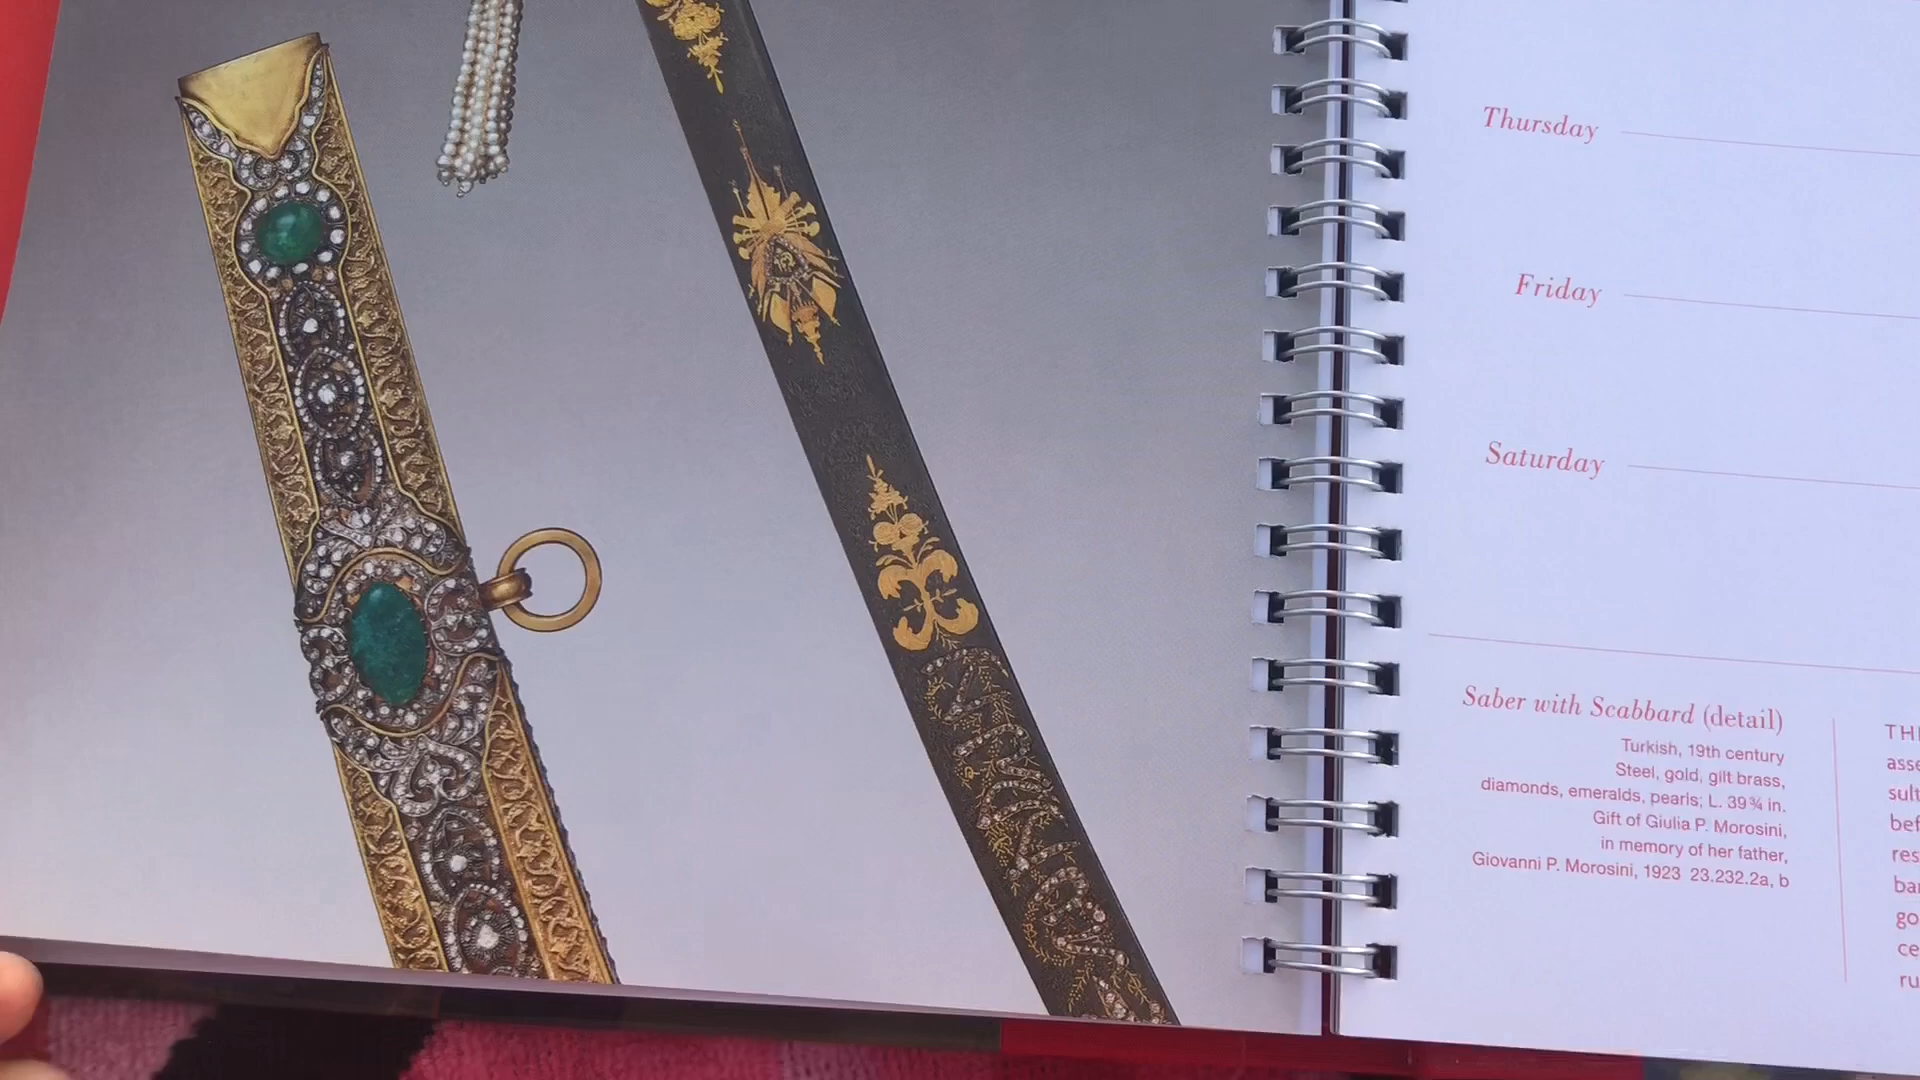 Thursday
Friday
Saturday
Saber with Scabbard (detail)
Turkish, 19th century
Steel, gold, gilt brass,
diamonds, emeralds, pearls; L. 39¾ in.
Gift of Giulia P. Morosini,
in memory of her father,
Giovanni P. Morosini, 1923 23.232.2a, b